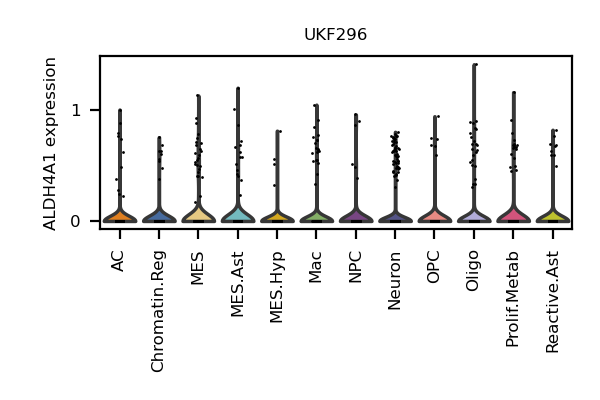 UKF296
ALDH4A1 expression
1
0
AC
Chromatin.Reg
MES
MES.Ast
MES.Hyp
Mac
NPC
Neuron
OPC
Oligo
Prolif.Metab
Reactive.Ast